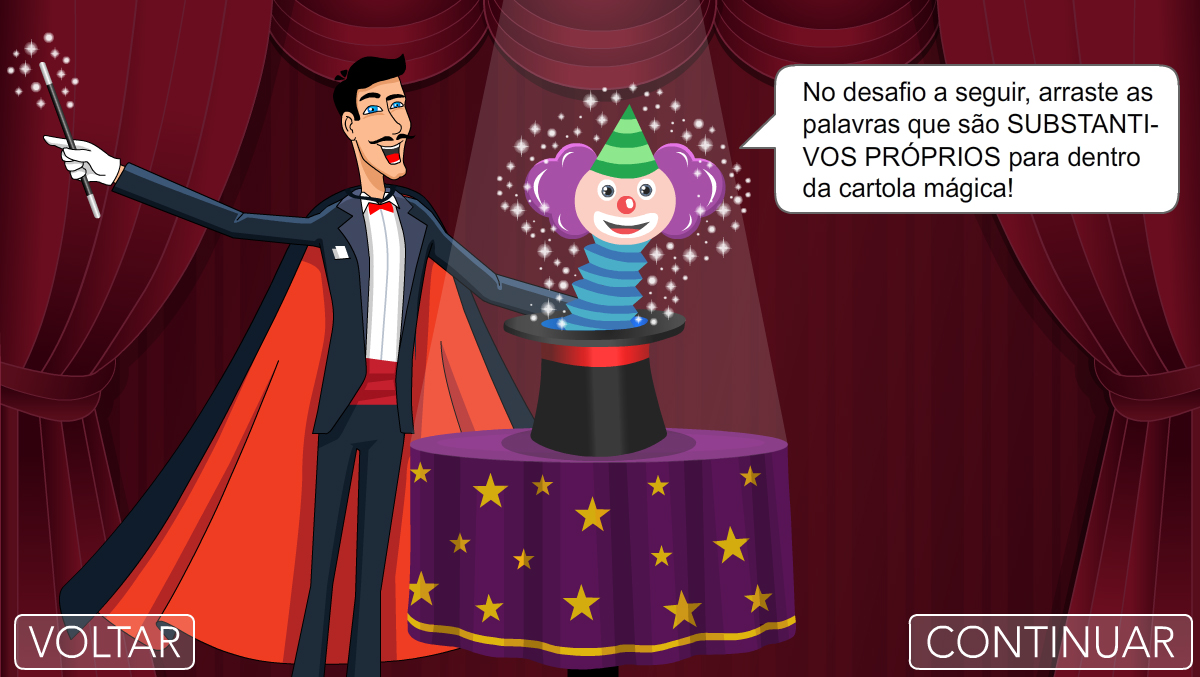 No desafio a seguir, arraste as
palavras que são SUBSTANTI-
VOS PRÓPRIOS para dentro
da cartola mágica!
VOLTAR
CONTINUAR